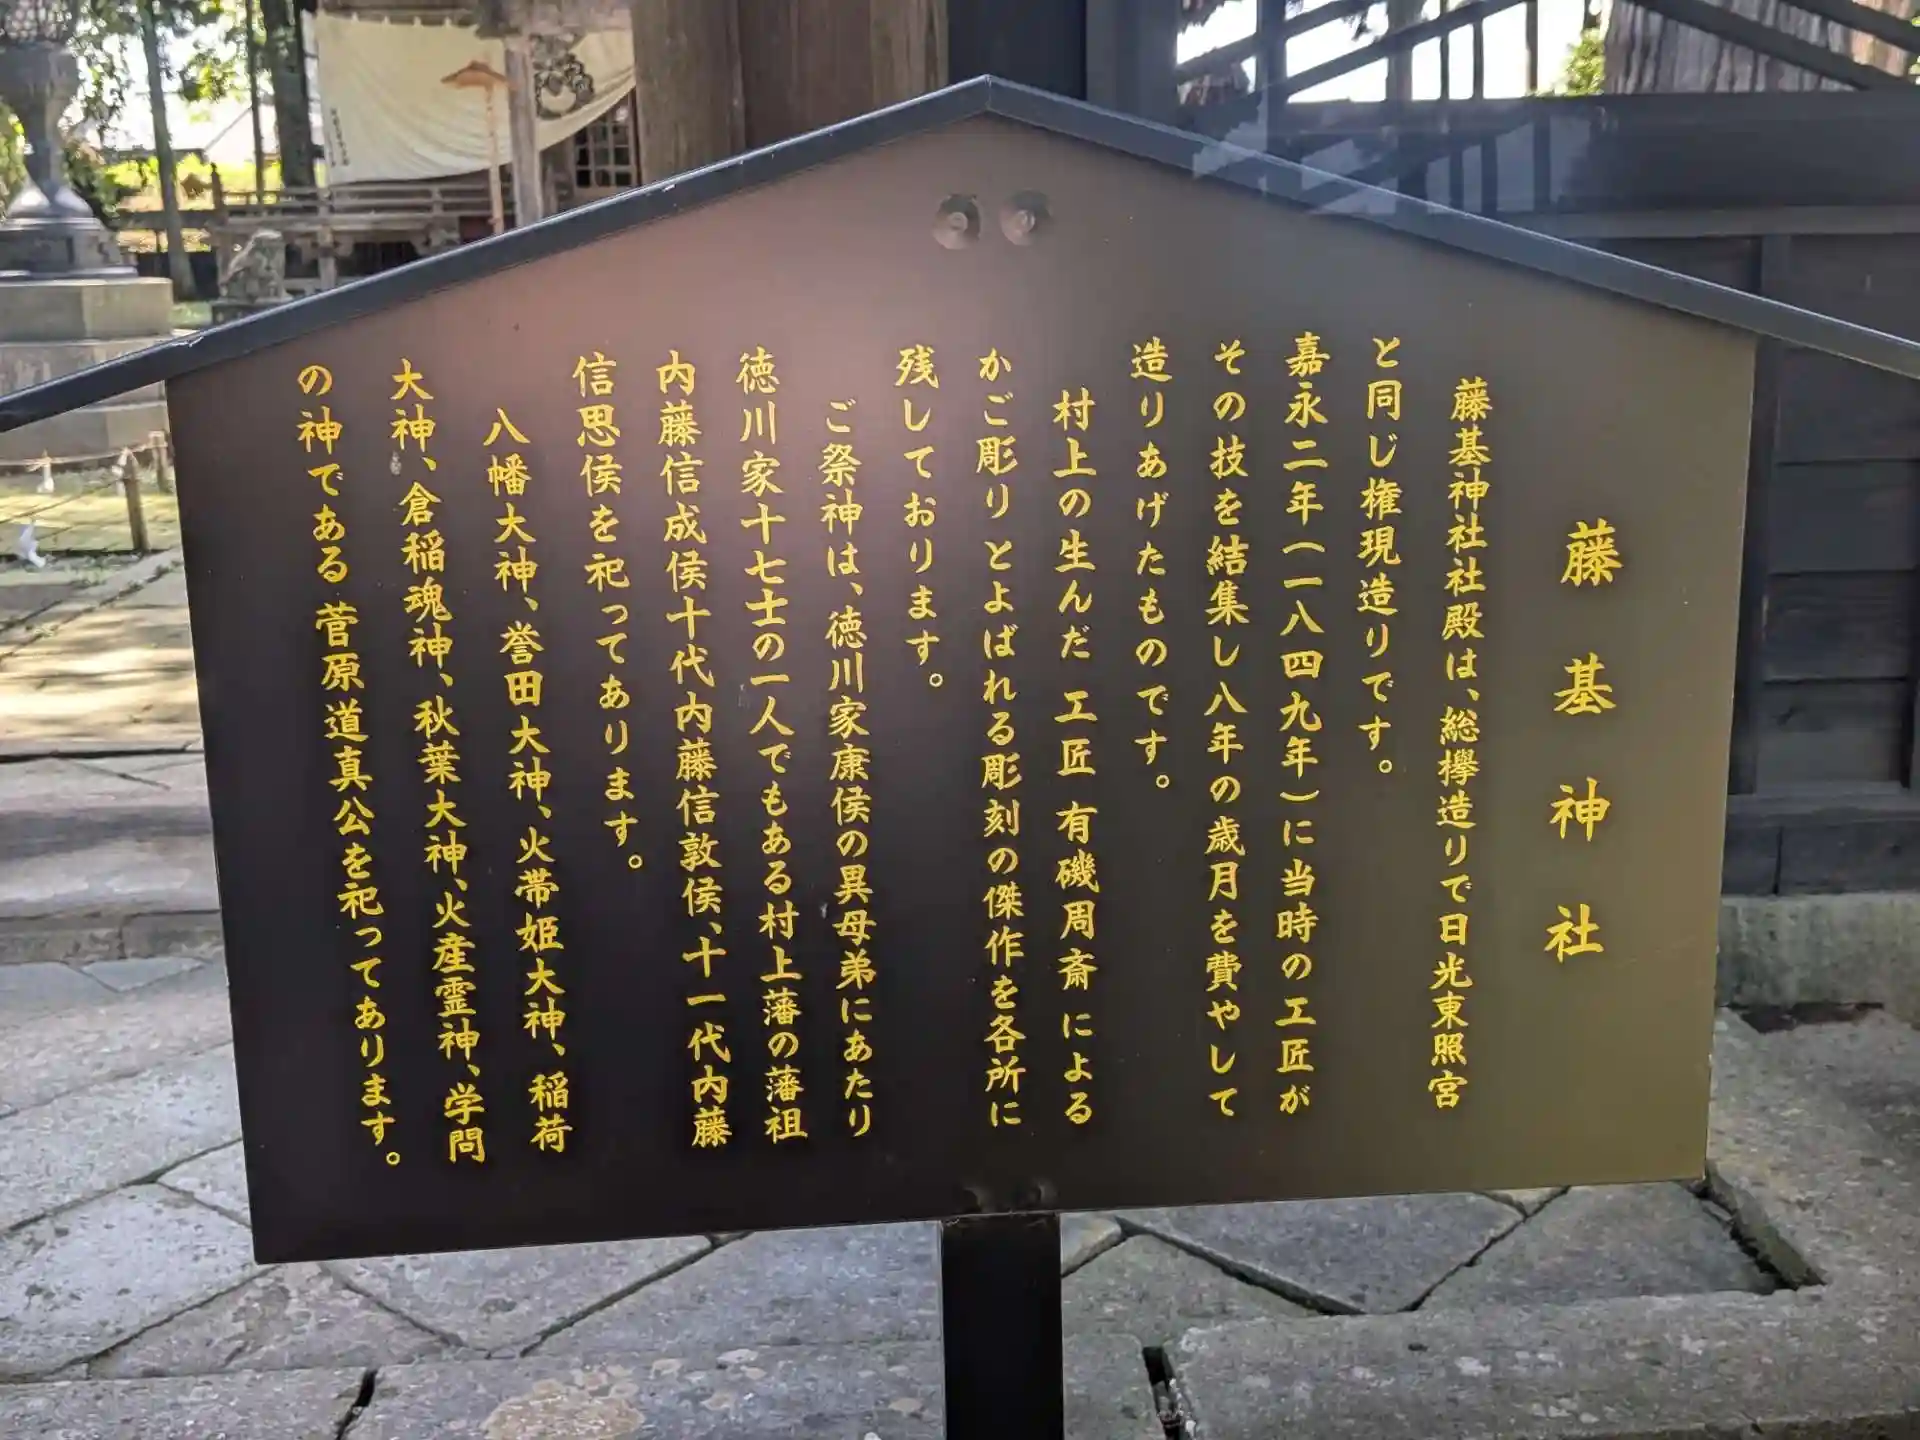 藤基神社
藤基神社社殿は、総欅造りで日光東照宮
と同じ権現造りです。
嘉永二年(一八四九年)に当時の工匠が
その技を結集し八年の歳月を費やして
造りあげたものです。
村上の生んだ工匠有磯周斎による
かご彫りとよばれる彫刻の傑作を各所に
残しております。
ご祭神は、徳川家康侯の異母弟にあたり
徳川家十七士の一人でもある村上藩の藩祖
内藤信成侯十代内藤信敦侯、十一代内藤
信思侯を祀ってあります。
八幡大神、誉田大神、火帯姫大神、稲荷
大神、倉稲魂神、秋葉大神、火産霊神、学問
の神である菅原道真公を祀ってあります。